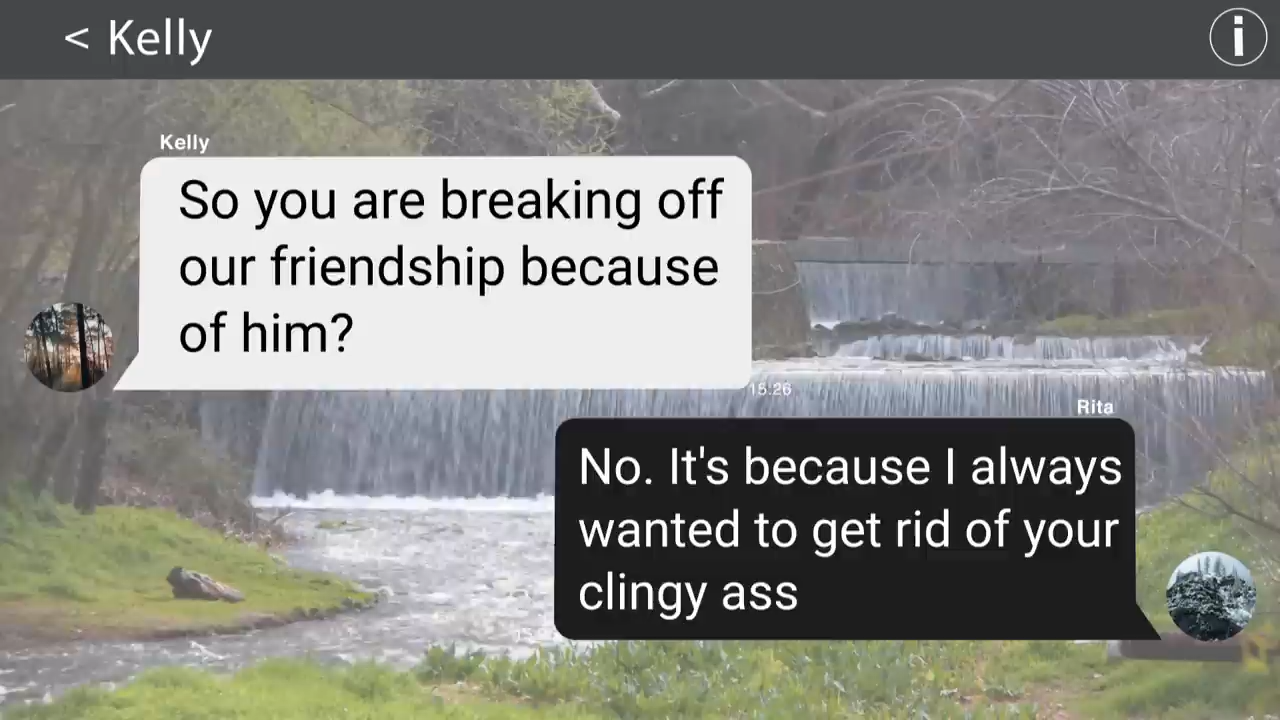 < Kelly
i
Kelly
So you are breaking off
our friendship because
of him?
15:26
Rita
No. It's because I always
wanted to get rid of your
clingy ass